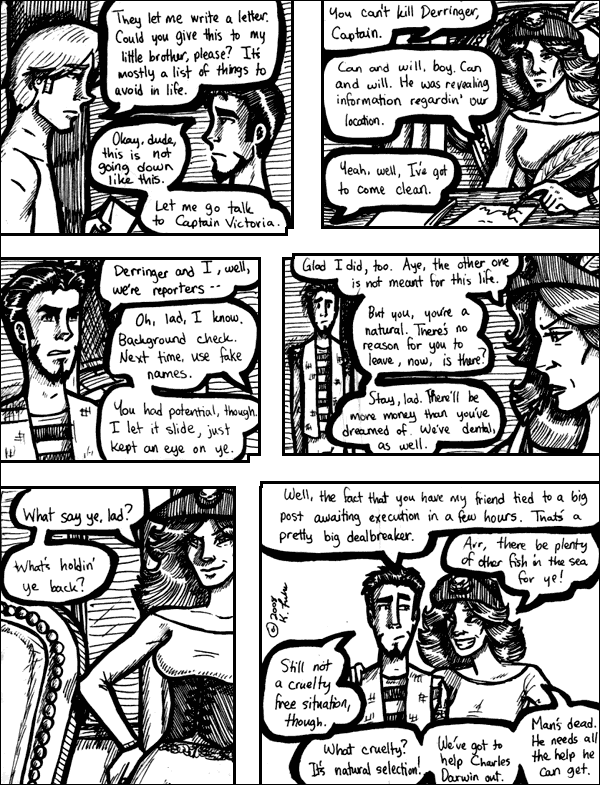 They let me write a letter.
Could you give this to my
little brother, please? It's
mostly a list of things to
avoid in life.
Okay, dude,
this is not
going down
like this.
Let me go talk
to Captain Victoria.
You can't kill Derringer,
Captain.
Can and will, boy. Can
and will. He was revealing
information regardin' our
location.
Yeah, well, I've got
to come clean.
Derringer and I, well,
we're reporters --
Oh, lad, I know.
Background check.
Next time, use fake
names.
You had potential, though.
I let it slide, just
kept an eye on ye.
Glad I did, too. Aye, the other one
is not meant for this life.
But you, you're a
natural. There's no
reason for you to
leave, now, is there?
Stay, lad. There'll be
more money than you've
dreamed of. We've dental,
as well.
What say ye, lad?
What's holdin'
ye back?
Well, the fact that you have my friend tied to a big
post awaiting execution in a few hours. That's a
pretty big dealbreaker.
Arr, there be plenty
of other fish in the sea
for ye!
© 2008
K.
Still not
a cruelty
free situation,
though.
What cruelty?
It's natural selection!
We've got to
help Charles
Darwin out.
Man's dead.
He needs all
the help he
can get.